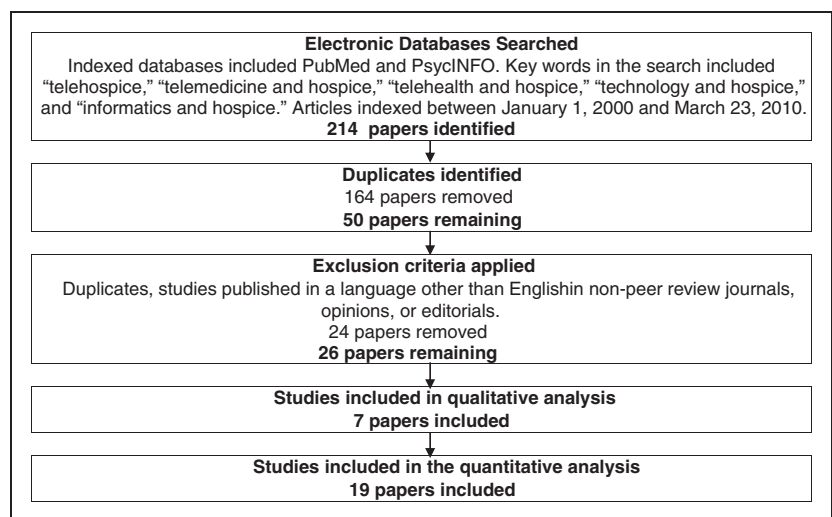 Electronic Databases Searched
Indexed databases included PubMed and PsycINFO. Key words in the search included
“telehospice,” “telemedicine and hospice,” “telehealth and hospice,” “technology and hospice,”
and “informatics and hospice.” Articles indexed between January 1, 2000 and March 23, 2010.
214 papers identified
Duplicates identified
164 papers removed
50 papers remaining
Exclusion criteria applied
Duplicates, studies published in a language other than Englishin non-peer review journals,
opinions, or editorials.
24 papers removed
26 papers remaining
Studies included in qualitative analysis
7 papers included
Studies included in the quantitative analysis
19 papers included